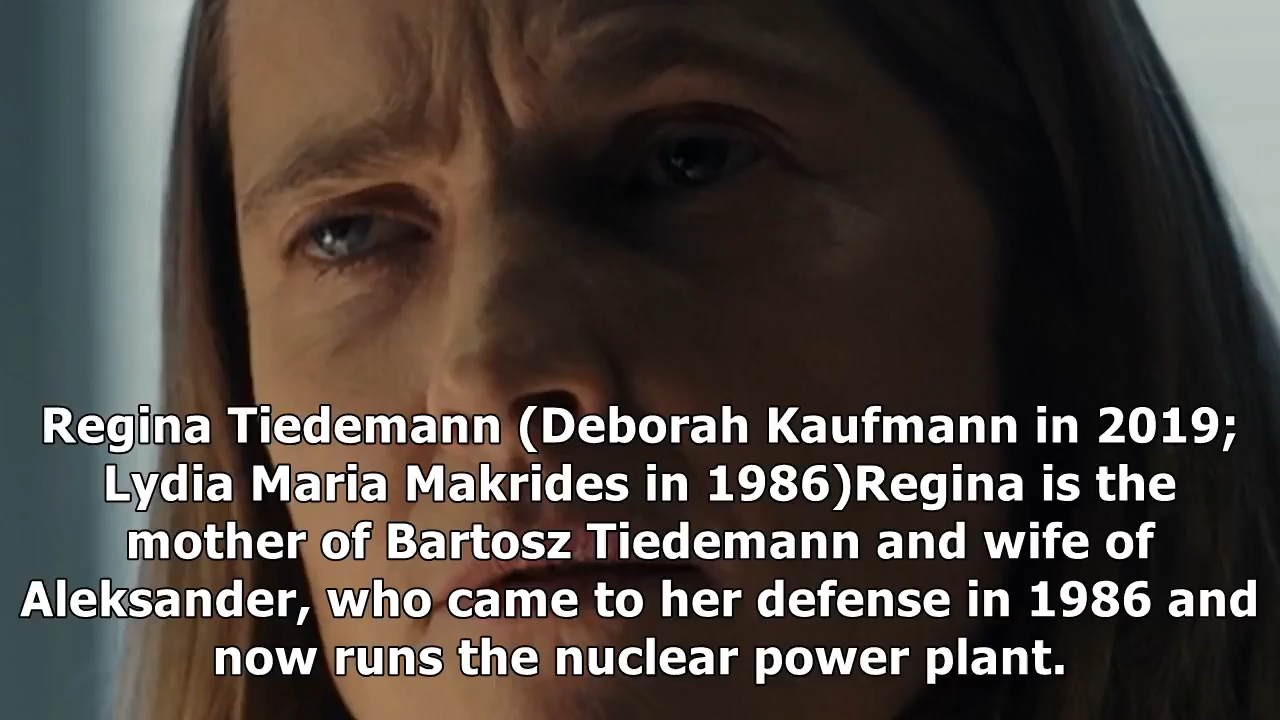 Regina Tiedemann (Deborah Kaufmann in 2019;
Lydia Maria Makrides in 1986)Regina is the
mother of Bartosz Tiedemann and wife of
Aleksander, who came to her defense in 1986 and
now runs the nuclear power plant.